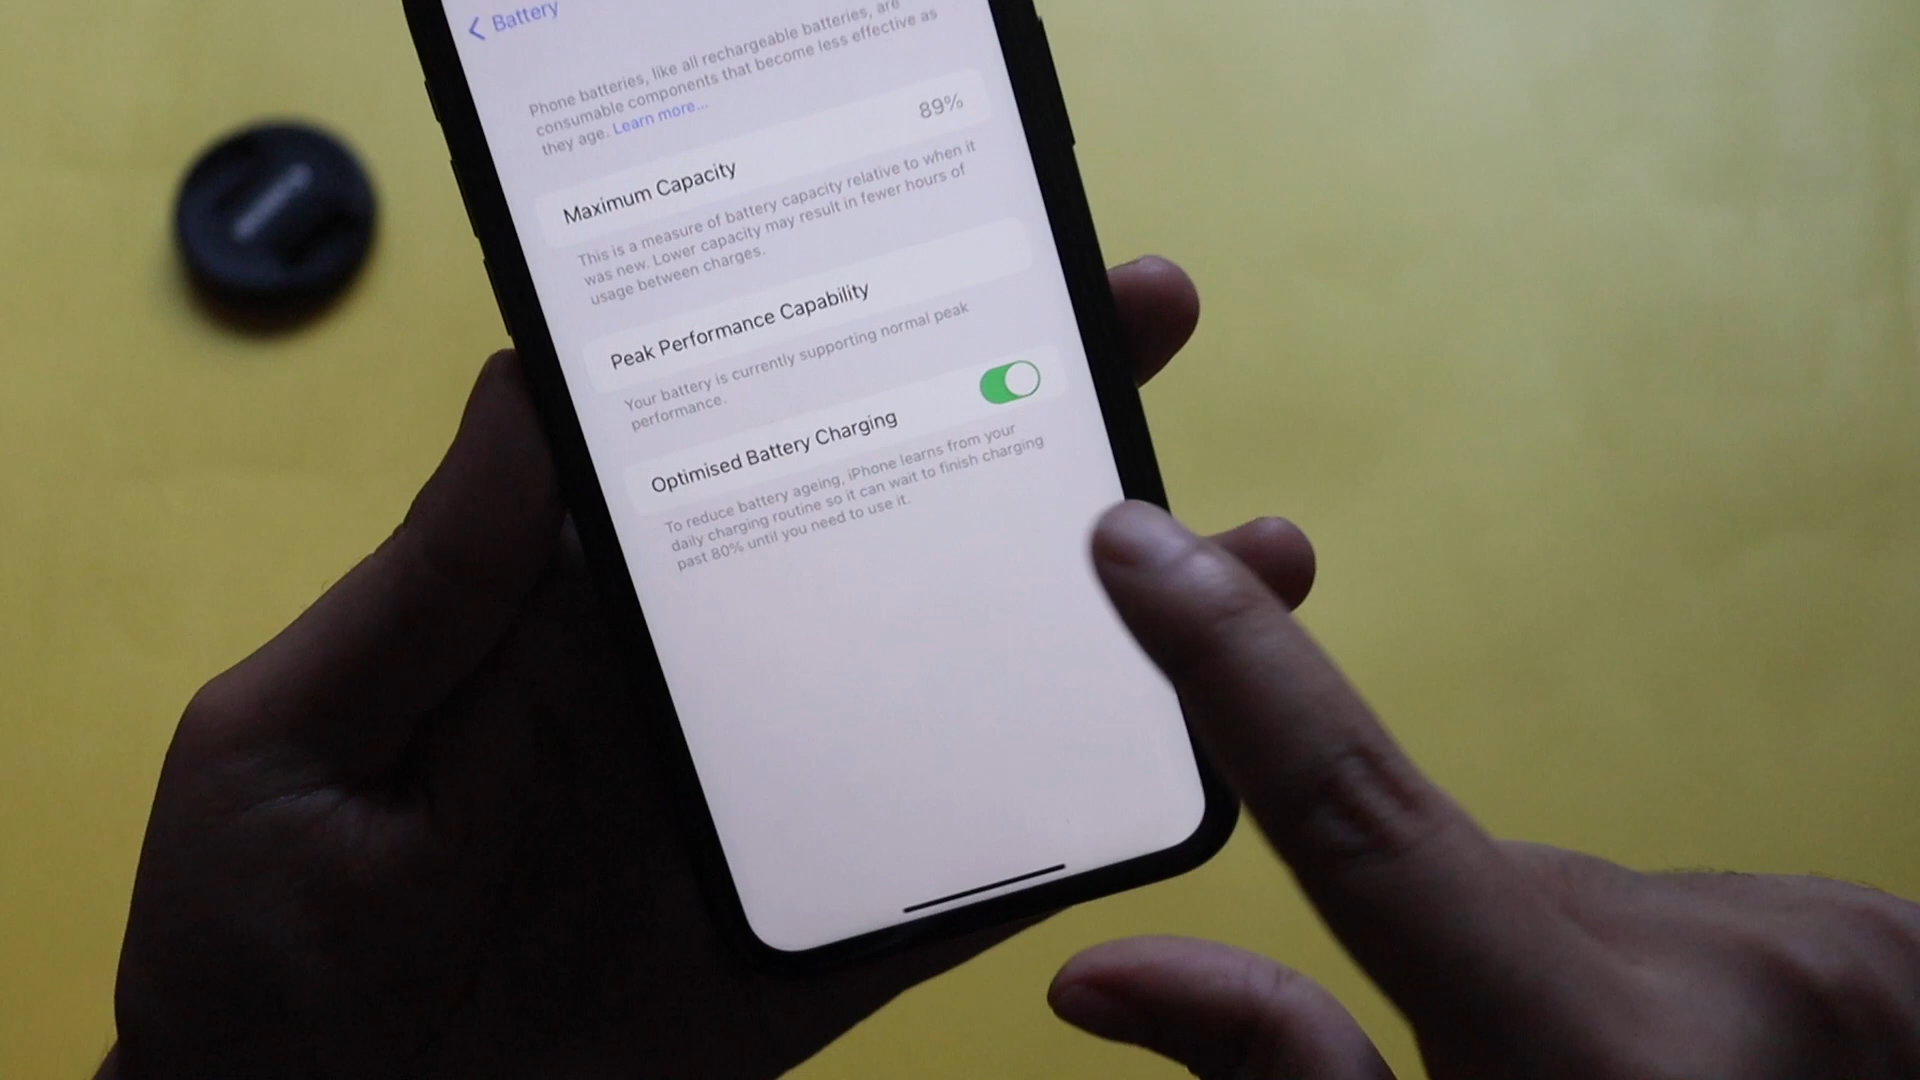 Battery
Phone batteries, like all rechargeable batteries, are
consumable components that become less effective as
they age. Learn more...
Maximum Capacity 89%
This is a measure of battery capacity relative to when it
was new. Lower capacity may result in fewer hours of
usage between charges.
Peak Performance Capability
Your battery is currently supporting normal peak
performance.
Optimised Battery Charging
To reduce battery ageing, iPhone learns from your
daily charging routine so it can wait to finish charging
past 80% until you need to use it.